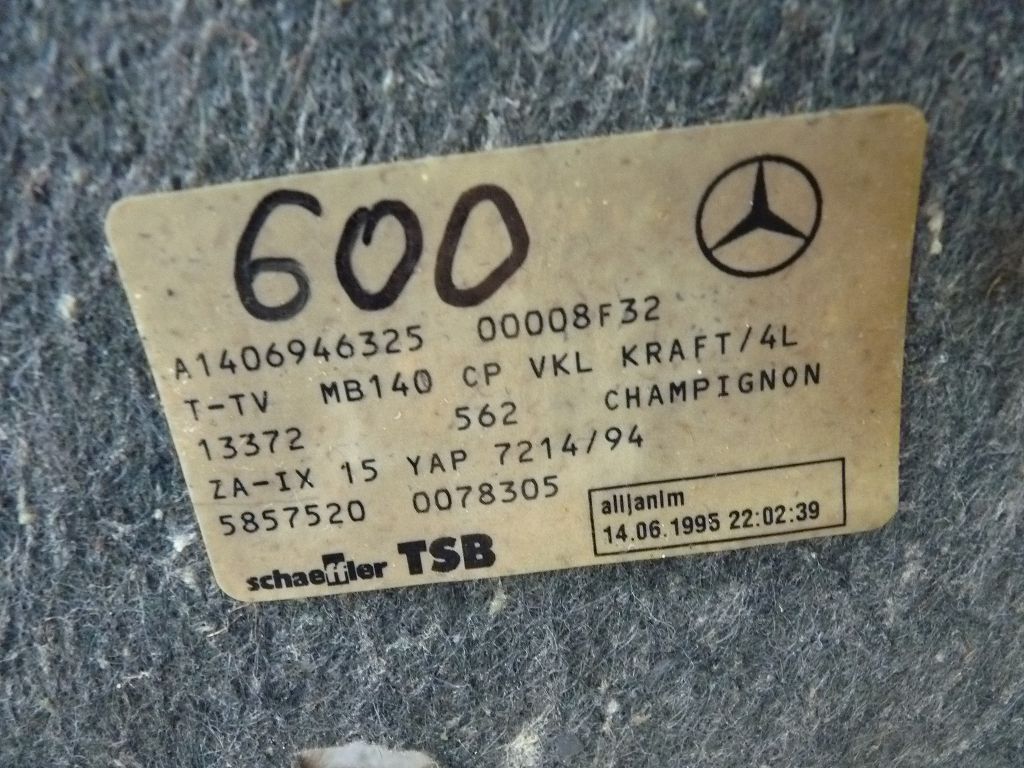 600
A1406946325 00008F32
T-TV MB140 CP VKL KRAFT/4L
13372 562 CHAMPIGNON
ZA-IX 15 YAP 7214/94
5857520 0078305
alljanlm
14.06.1995 22:02:39
schaeffler TSB